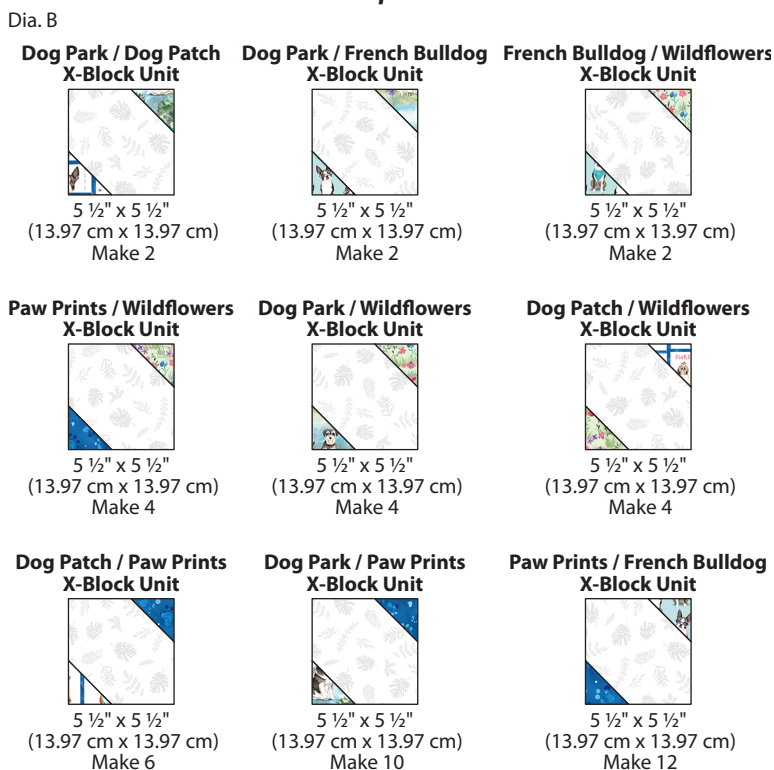 Dia. B
Dog Park / Dog Patch
X-Block Unit
5 ½" x 5 ½"
(13.97 cm x 13.97 cm)
Make 2
Dog Park / French Bulldog
X-Block Unit
5 ½" x 5 ½"
(13.97 cm x 13.97 cm)
Make 2
French Bulldog / Wildflowers
X-Block Unit
5 ½" x 5 ½"
(13.97 cm x 13.97 cm)
Make 2
Paw Prints / Wildflowers
X-Block Unit
5 ½" x 5 ½"
(13.97 cm x 13.97 cm)
Make 4
Dog Park / Wildflowers
X-Block Unit
5 ½" x 5 ½"
(13.97 cm x 13.97 cm)
Make 4
Dog Patch / Wildflowers
X-Block Unit
5 ½" x 5 ½"
(13.97 cm x 13.97 cm)
Make 4
Dog Patch / Paw Prints
X-Block Unit
5 ½" x 5 ½"
(13.97 cm x 13.97 cm)
Make 6
Dog Park / Paw Prints
X-Block Unit
5 ½" x 5 ½"
(13.97 cm x 13.97 cm)
Make 10
Paw Prints / French Bulldog
X-Block Unit
5 ½" x 5 ½"
(13.97 cm x 13.97 cm)
Make 12